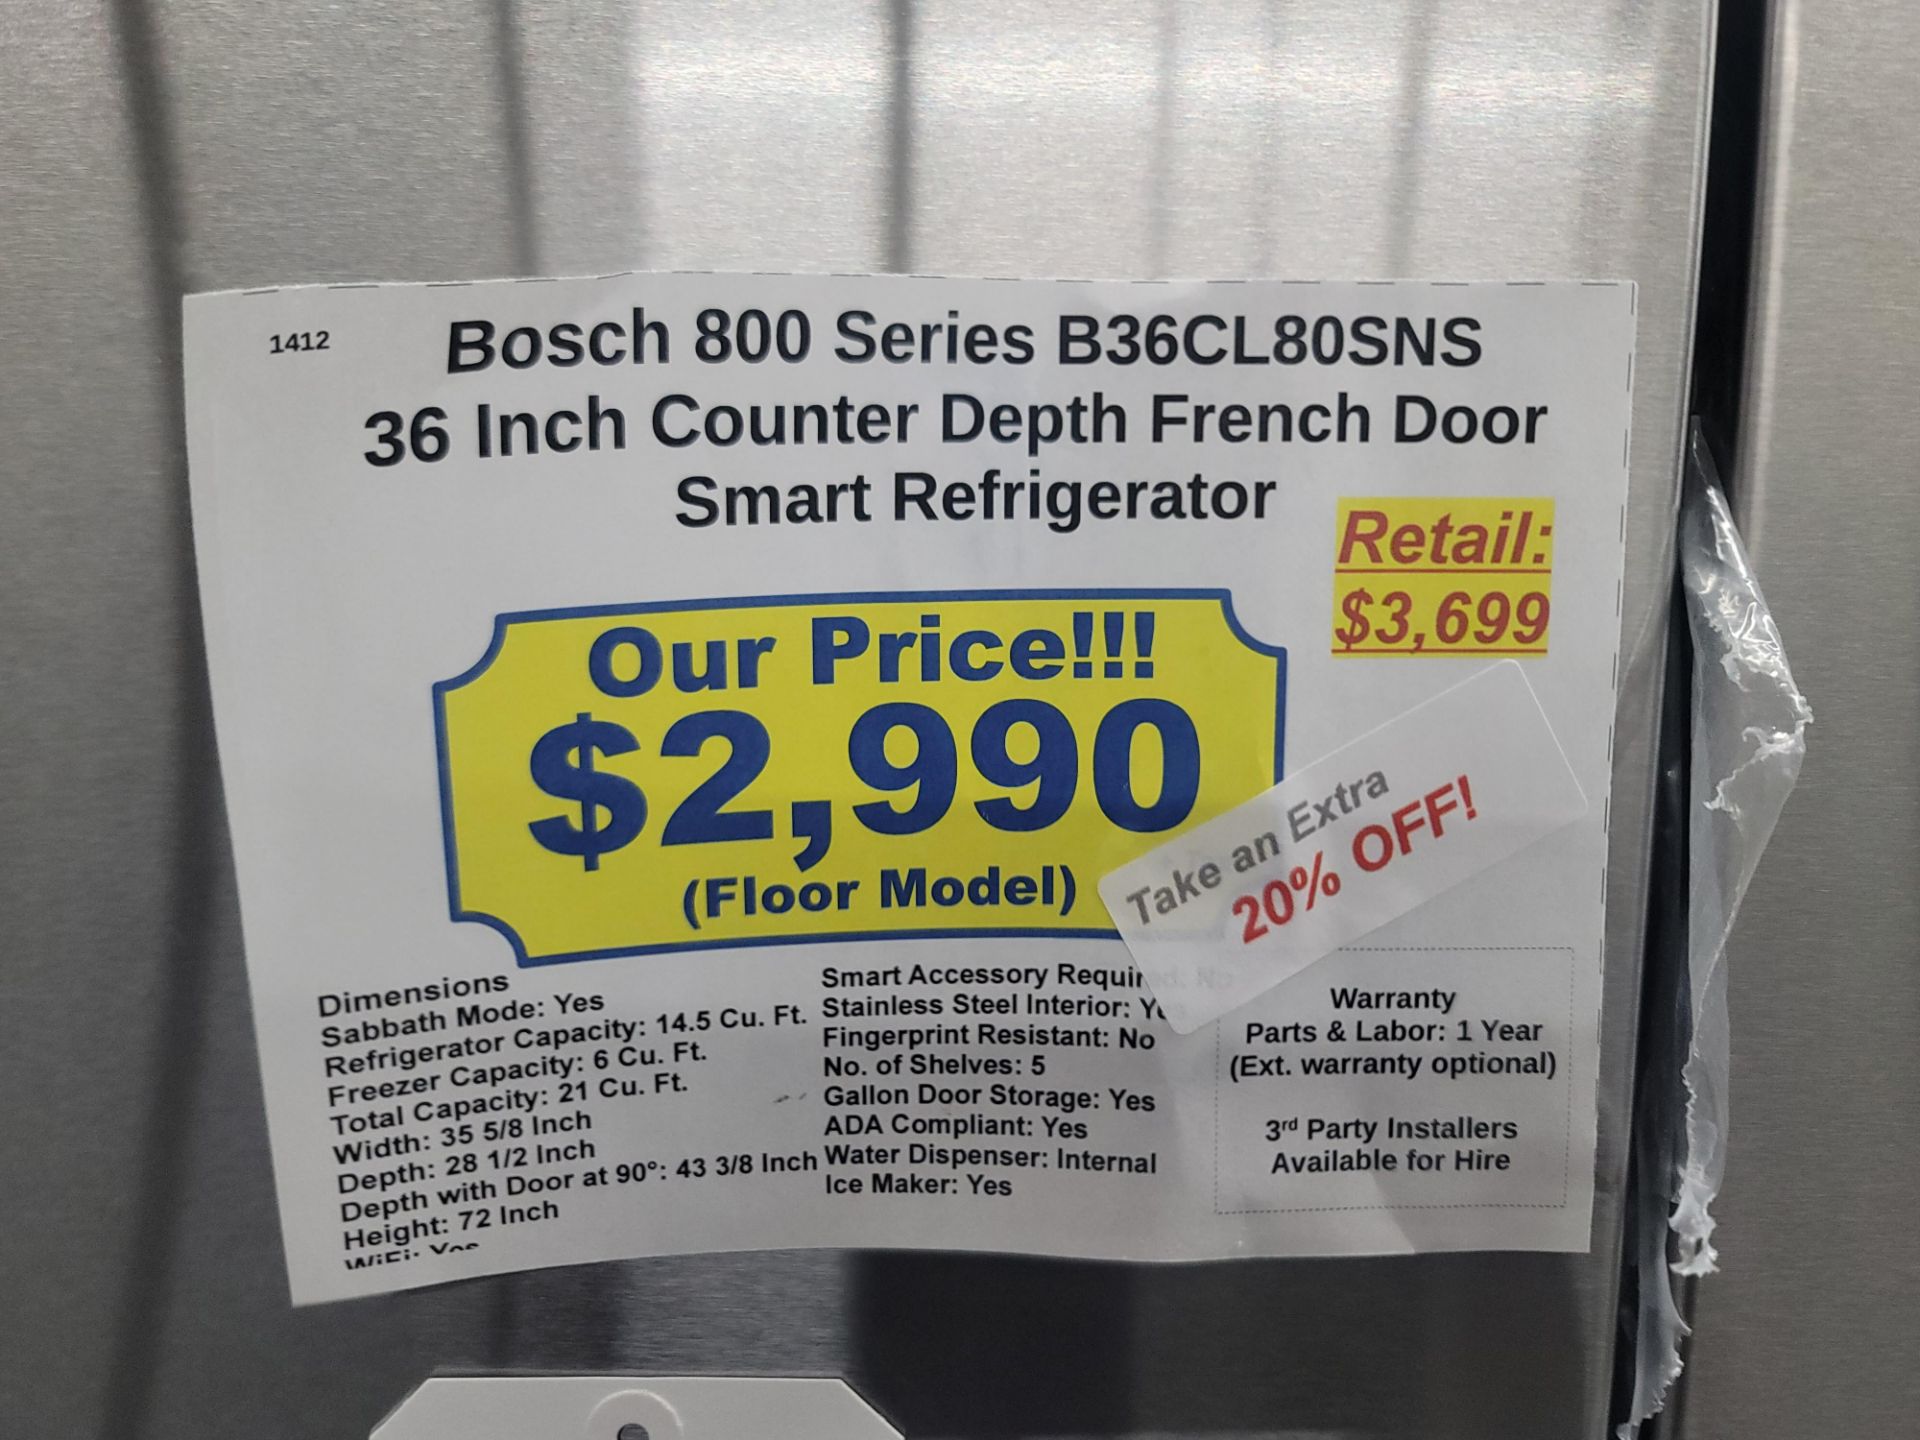 1412
Bosch 800 Series B36CL80SNS
36 Inch Counter Depth French Door
Smart Refrigerator
Retail:
$3,699
Our Price!!!
$2,990
(Floor Model)
Take an Extra
20% OFF!
Dimensions
Sabbath Mode: Yes
Refrigerator Capacity: 14.5 Cu. Ft.
Freezer Capacity: 6 Cu. Ft.
Total Capacity: 21 Cu. Ft.
Width: 35 5/8 Inch
Depth: 28 1/2 Inch
Depth with Door at 90°: 43 3/8 Inch
Height: 72 Inch
WiFi: Yes
Smart Accessory Required: No
Stainless Steel Interior: Yes
Fingerprint Resistant: No
No. of Shelves: 5
Gallon Door Storage: Yes
ADA Compliant: Yes
Water Dispenser: Internal
Ice Maker: Yes
Warranty
Parts & Labor: 1 Year
(Ext. warranty optional)
3rd Party Installers
Available for Hire